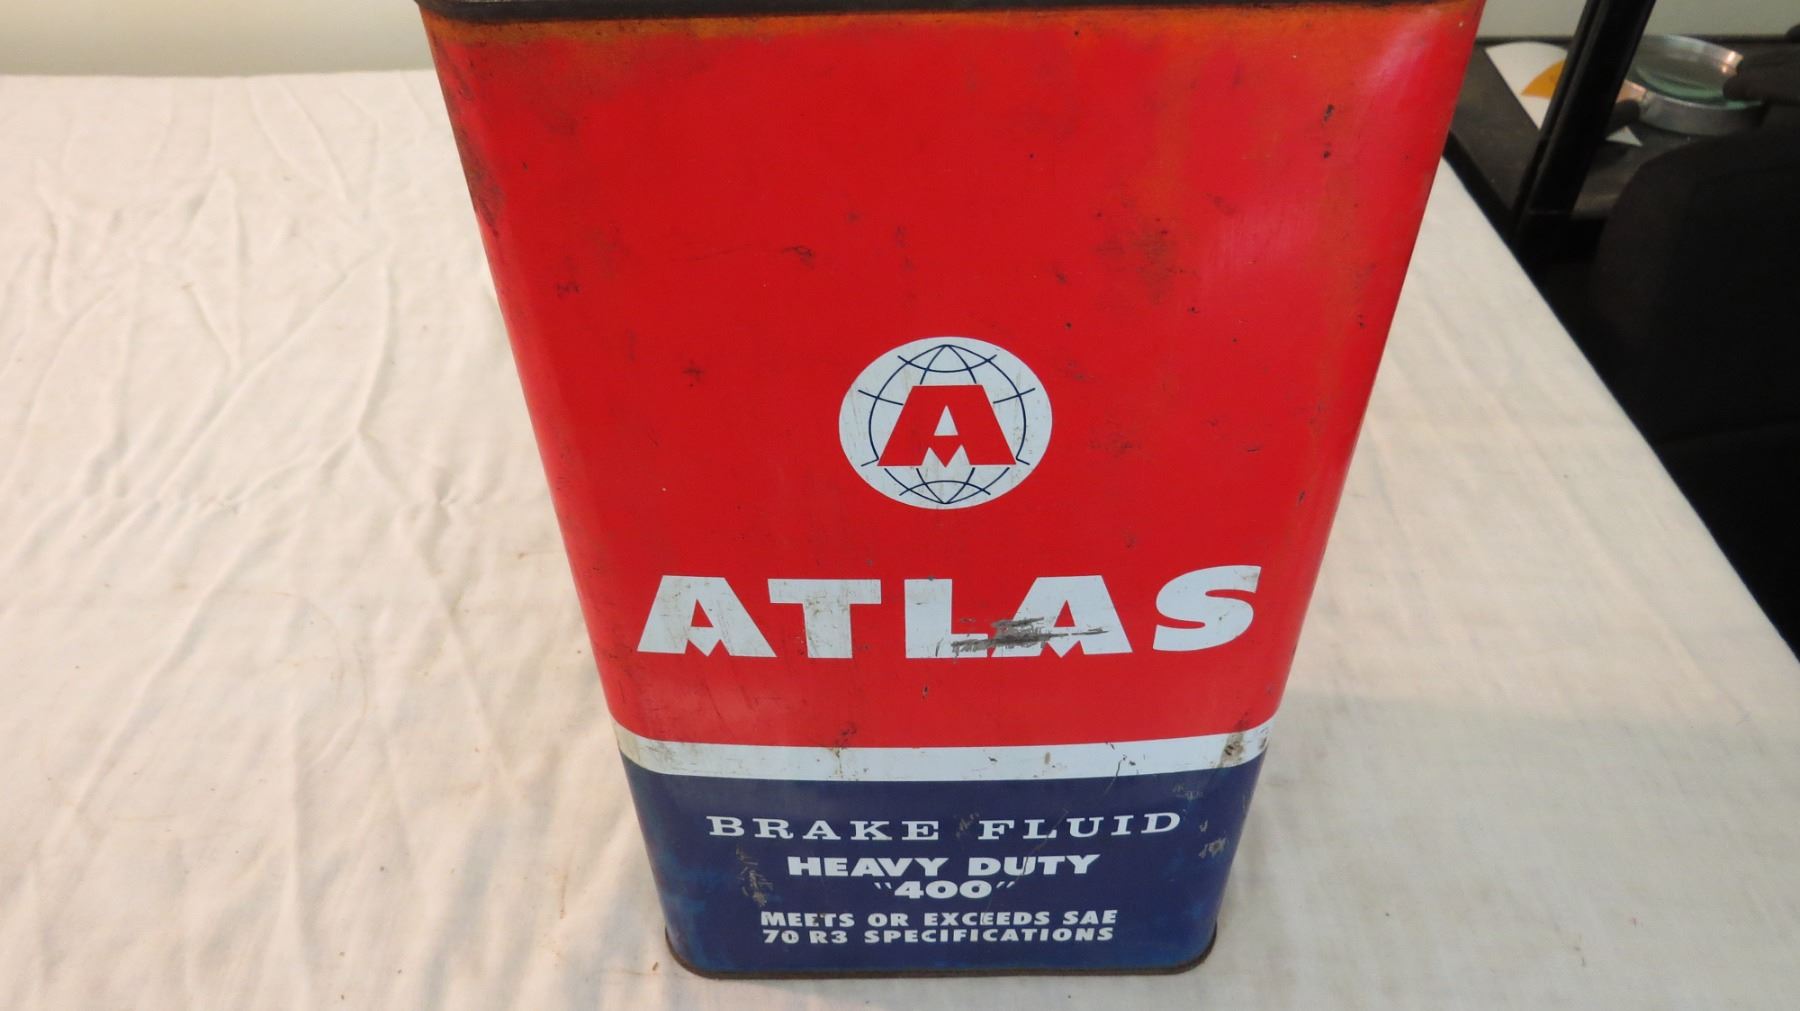 A
ATLAS
BRAKE FLUID
HEAVY DUTY
"400"
MEETS OR EXCEEDS SAE
70 R3 SPECIFICATIONS